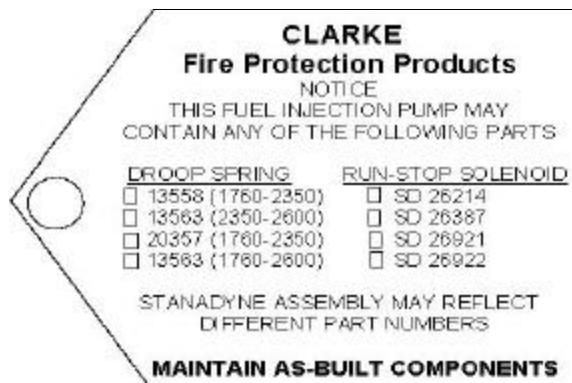 CLARKE
Fire Protection Products
NOTICE
THIS FUEL INJECTION PUMP MAY
CONTAIN ANY OF THE FOLLOWING PARTS
DROOP SPRING RUN-STOP SOLENOID
13558 (1760-2350) SD 26214
13563 (2350-2600) SD 26387
20357 (1760-2350) SD 26921
13563 (1760-2600) SD 26922
STANADYNE ASSEMBLY MAY REFLECT
DIFFERENT PART NUMBERS
MAINTAIN AS-BUILT COMPONENTS